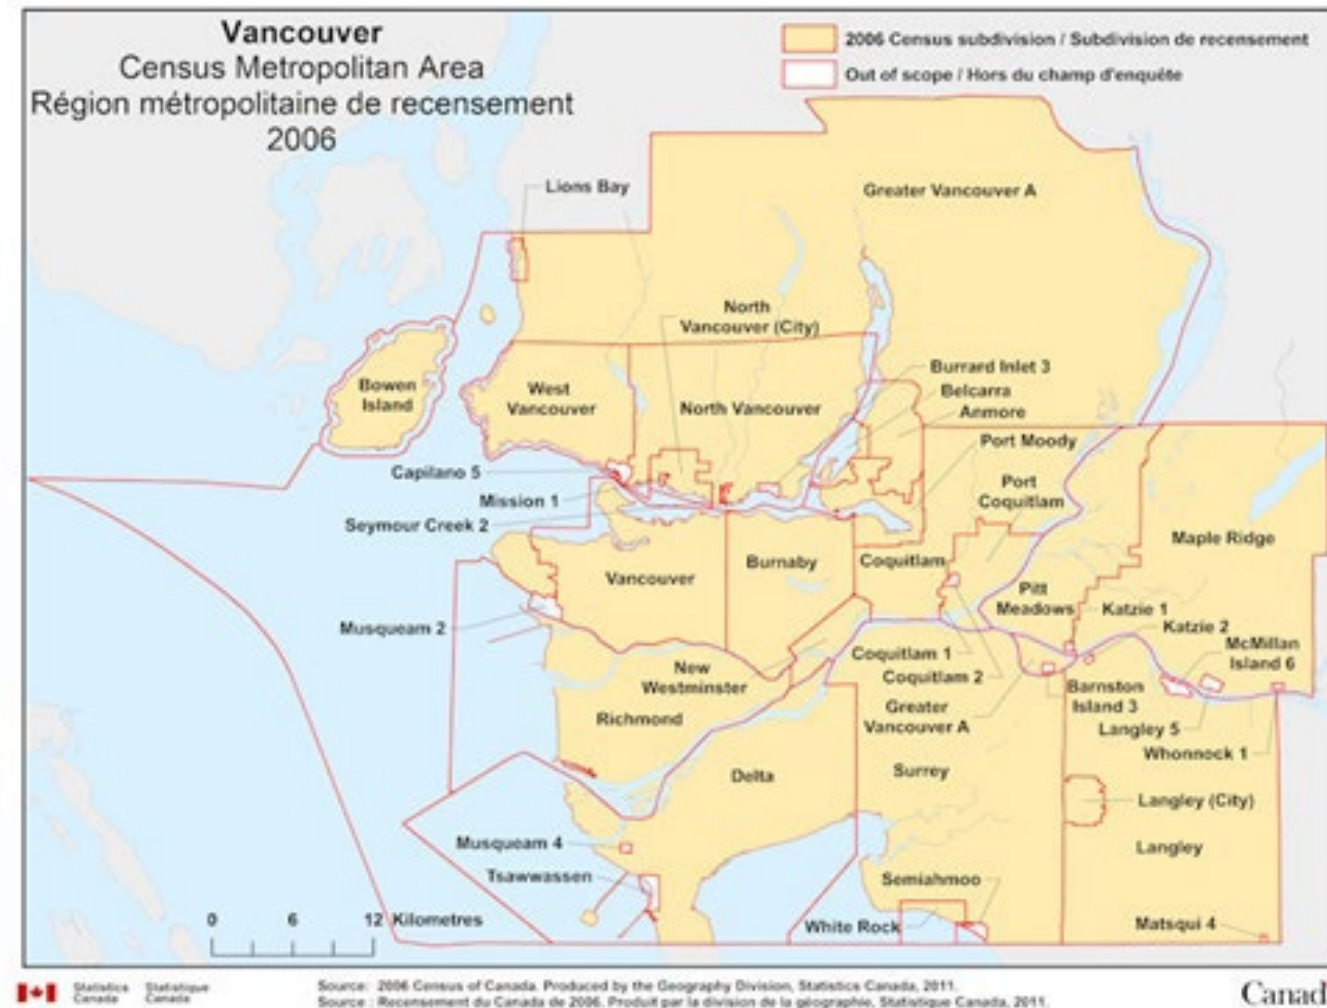 Vancouver
Census Metropolitan Area
Région métropolitaine de recensement
2006
2006 Census subdivision / Subdivision de recensement
Out of scope / Hors du champ d'enquête
Lions Bay
Greater Vancouver A
North
Vancouver (City)
Bowen
Island
West
Vancouver
North Vancouver
Burrard Inlet 3
Belcarra
Anmore
Port Moody
Capilano 5
Mission 1
Seymour Creek 2
Port
Coquitlam
Maple Ridge
Vancouver
Burnaby
Coquitlam
Pitt
Meadows
Katzie 1
Katzie 2
Musqueam 2
McMillan
Island 6
New
Westminster
Coquitlam 1
Coquitlam 2
Barnston
Island 3
Richmond
Greater
Vancouver A
Langley 5
Whonnock 1
Delta
Surrey
Langley (City)
Musqueam 4
Langley
Tsawwassen
Semiahmoo
White Rock
Matsqui 4
0 6 12 Kilometres
Statistics Canada
Statistique Canada
Source: 2006 Census of Canada. Produced by the Geography Division, Statistics Canada, 2011.
Source : Recensement du Canada de 2006. Produit par la division de la géographie, Statistique Canada, 2011.
Canada